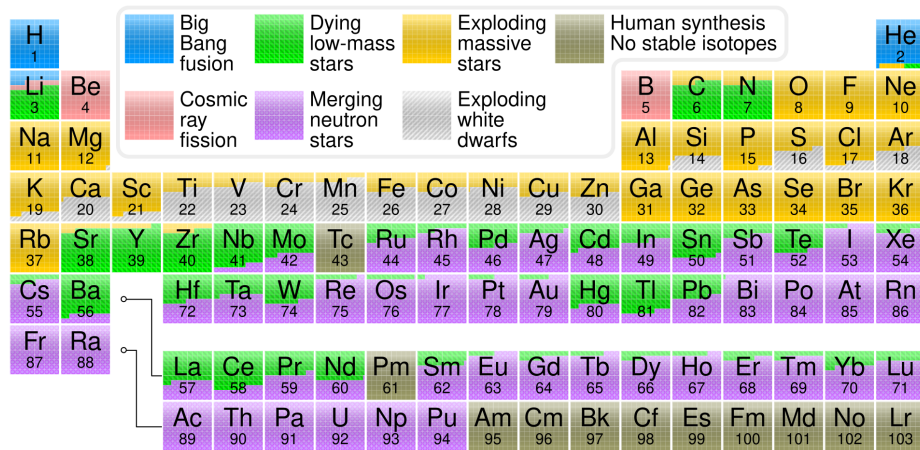 Big Bang fusion
Dying low-mass stars
Exploding massive stars
Human synthesis No stable isotopes
Cosmic ray fission
Merging neutron stars
Exploding white dwarfs
H He
1 2
Li Be B C N O F Ne
3 4 5 6 7 8 9 10
Na Mg Al Si P S Cl Ar
11 12 13 14 15 16 17 18
K Ca Sc Ti V Cr Mn Fe Co Ni Cu Zn Ga Ge As Se Br Kr
19 20 21 22 23 24 25 26 27 28 29 30 31 32 33 34 35 36
Rb Sr Y Zr Nb Mo Tc Ru Rh Pd Ag Cd In Sn Sb Te I Xe
37 38 39 40 41 42 43 44 45 46 47 48 49 50 51 52 53 54
Cs Ba Hf Ta W Re Os Ir Pt Au Hg Tl Pb Bi Po At Rn
55 56 72 73 74 75 76 77 78 79 80 81 82 83 84 85 86
Fr Ra
87 88
La Ce Pr Nd Pm Sm Eu Gd Tb Dy Ho Er Tm Yb Lu
57 58 59 60 61 62 63 64 65 66 67 68 69 70 71
Ac Th Pa U Np Pu Am Cm Bk Cf Es Fm Md No Lr
89 90 91 92 93 94 95 96 97 98 99 100 101 102 103